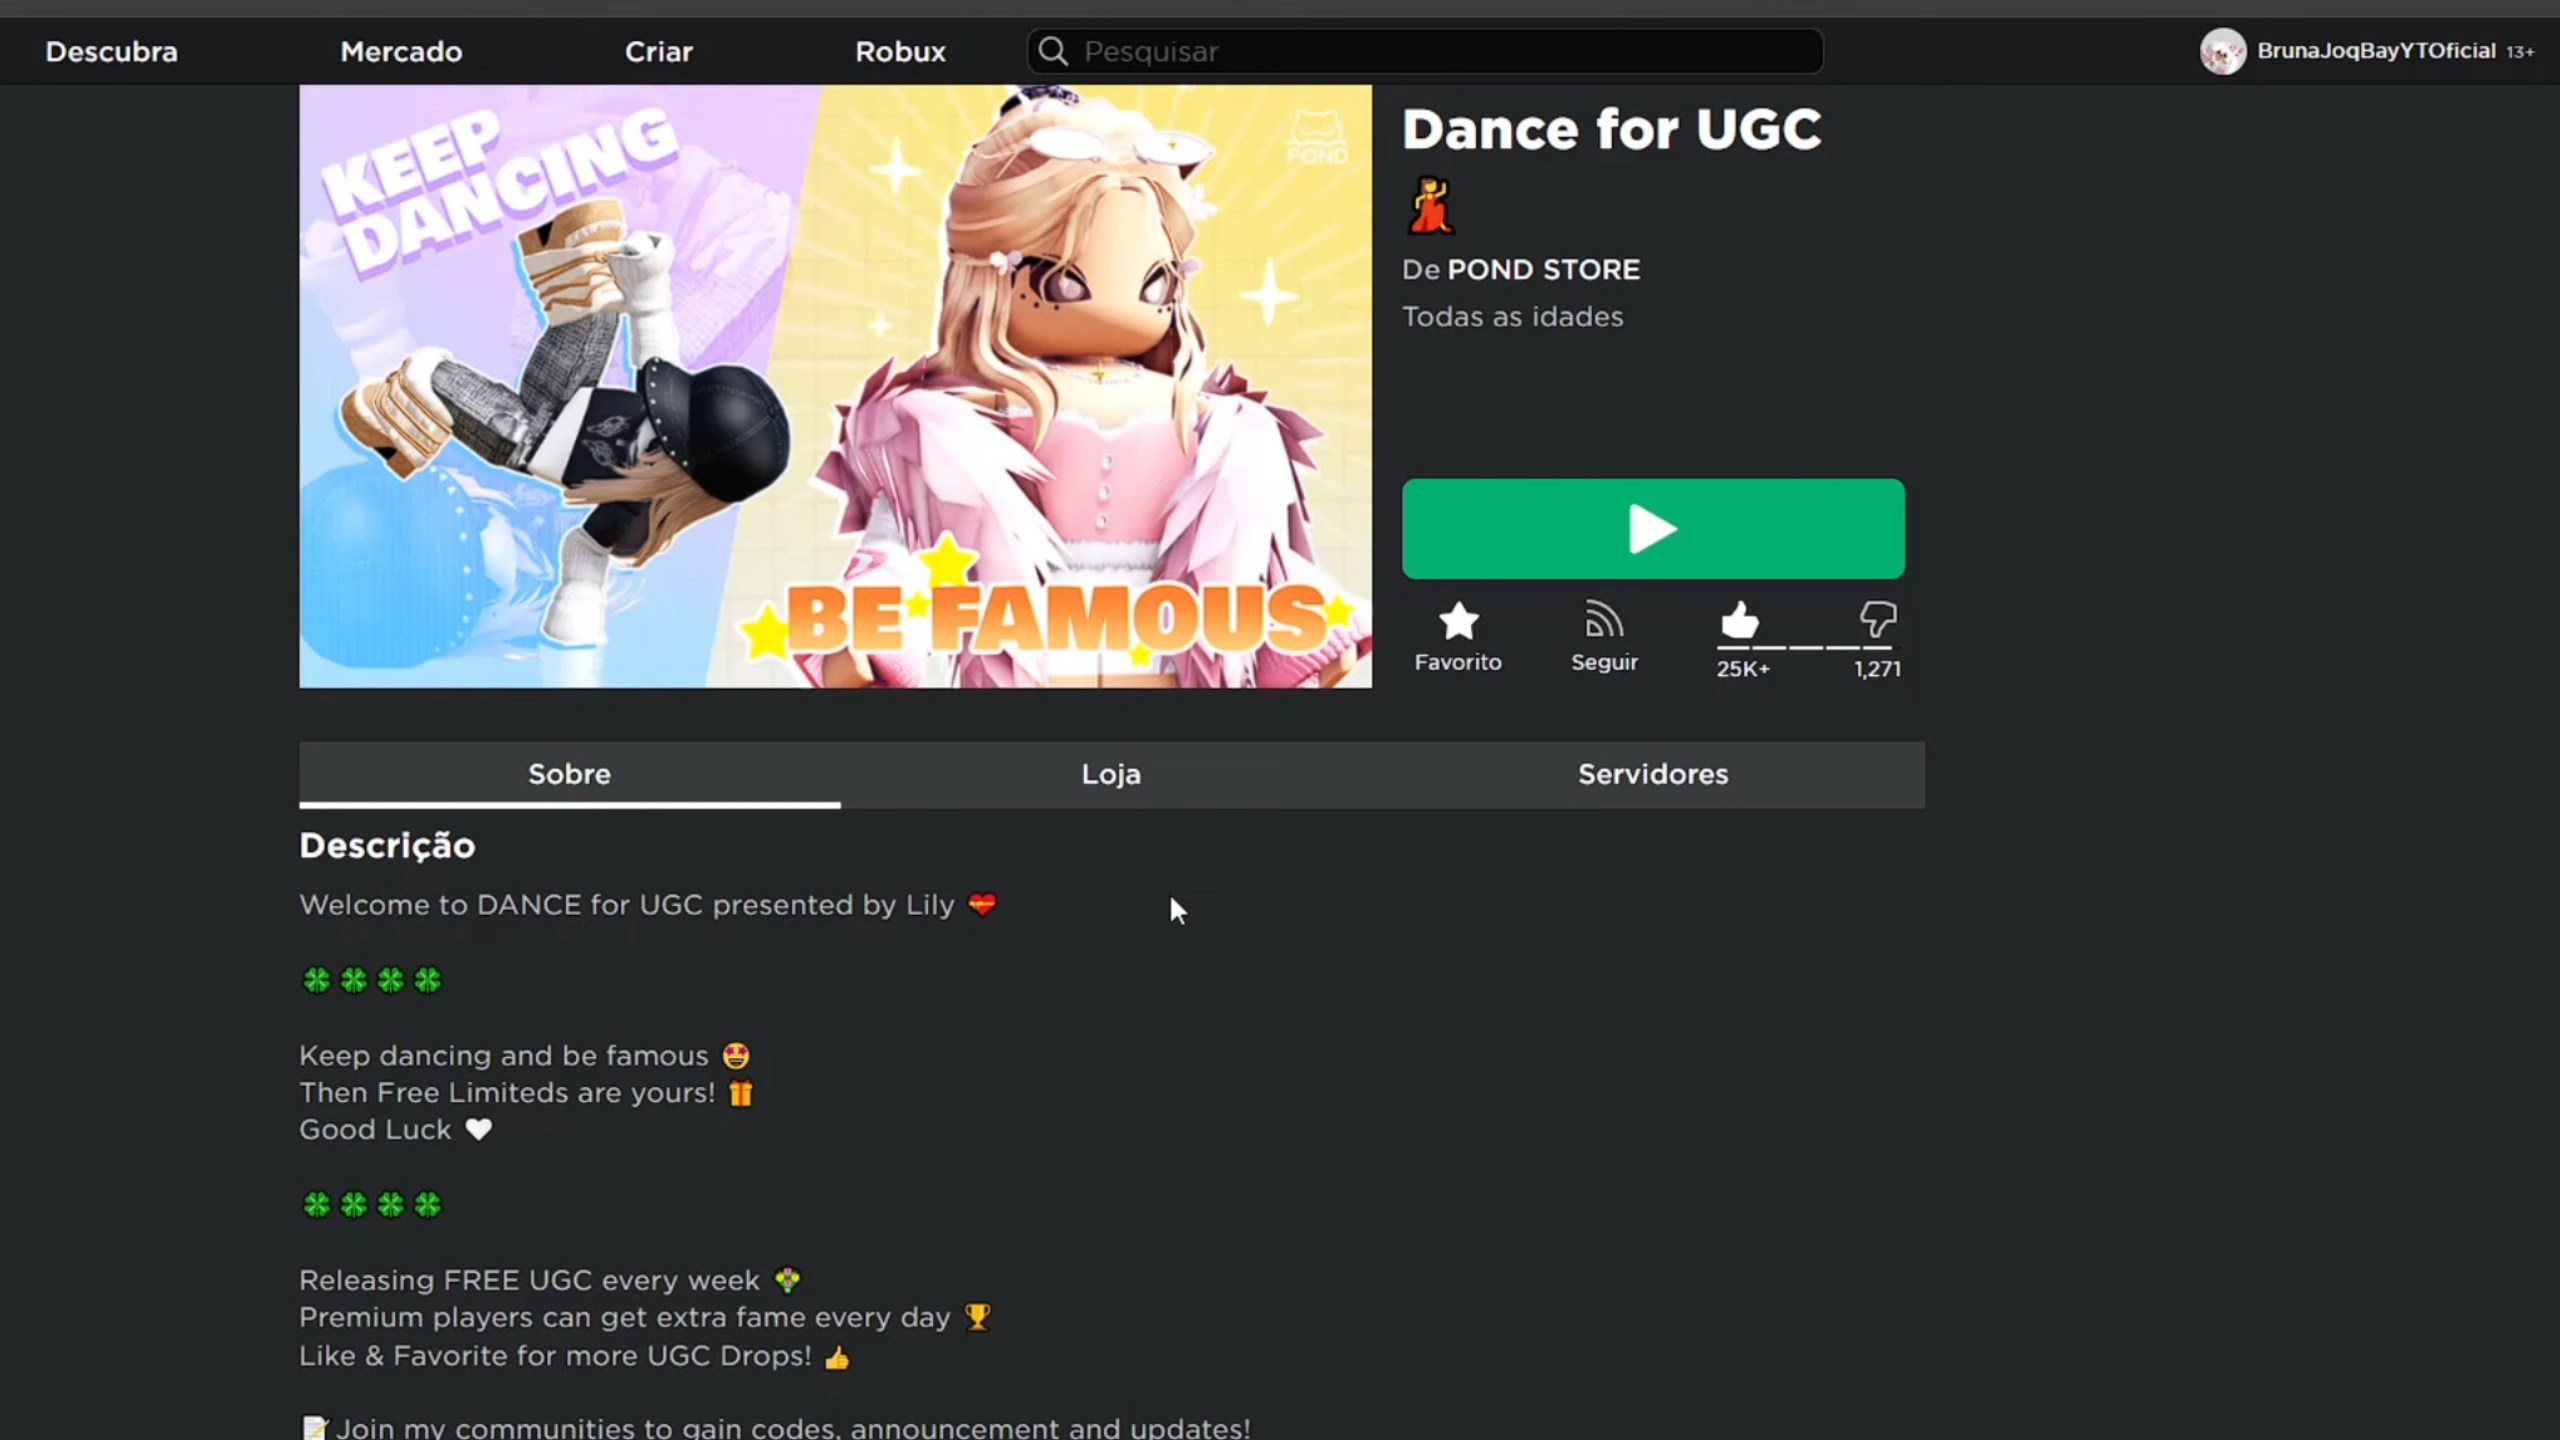 Descubra
Mercado
Criar
Robux
Pesquisar
BrunaJoqBayYTOficial 13+
KEEP
DANCING
POND
BE FAMOUS
Dance for UGC
De POND STORE
Todas as idades
Favorito
Seguir
25K+
1,271
Sobre
Loja
Servidores
Descrição
Welcome to DANCE for UGC presented by Lily 💝
🍀🍀🍀🍀
Keep dancing and be famous 🤩
Then Free Limiteds are yours! 🎁
Good Luck 🤍
🍀🍀🍀🍀
Releasing FREE UGC every week 💐
Premium players can get extra fame every day 🏆
Like & Favorite for more UGC Drops! 👍
📝Join my communities to gain codes, announcement and updates!